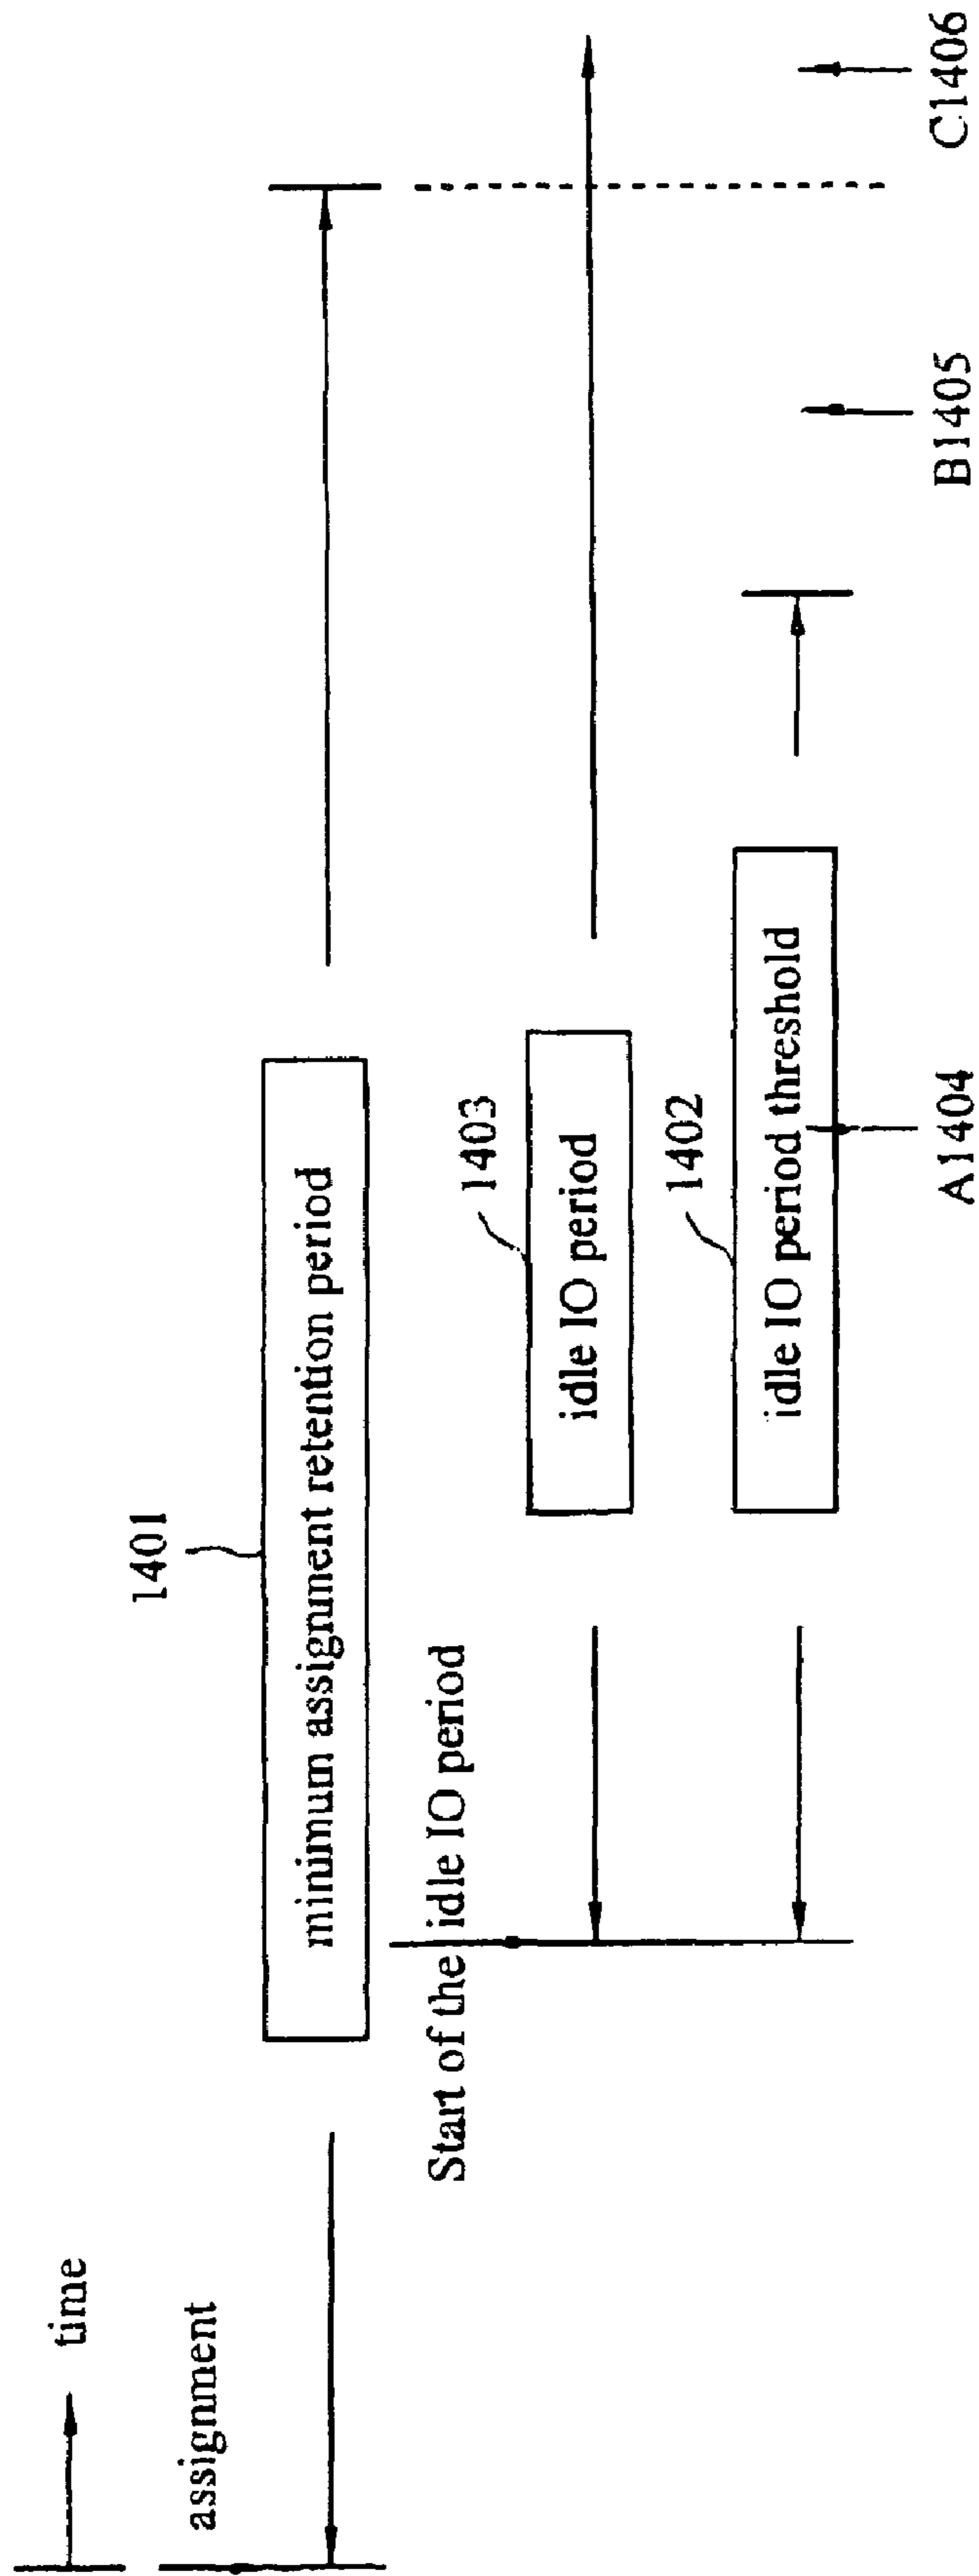 time
assignment
1401
minimum assignment retention period
Start of the idle IO period
1403
idle IO period
1402
idle IO period threshold
A1404
B1405
C1406